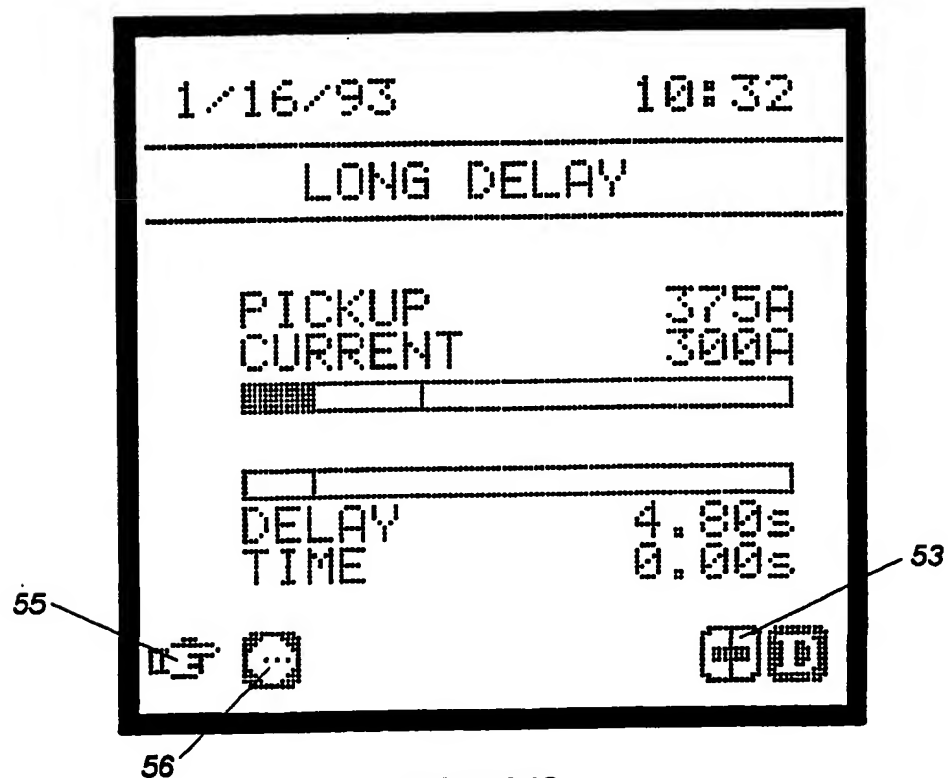 1/16/93 10:32
LONG DELAY
PICKUP 375A
CURRENT 300A
DELAY 4.80s
TIME 0.00s
55
53
56